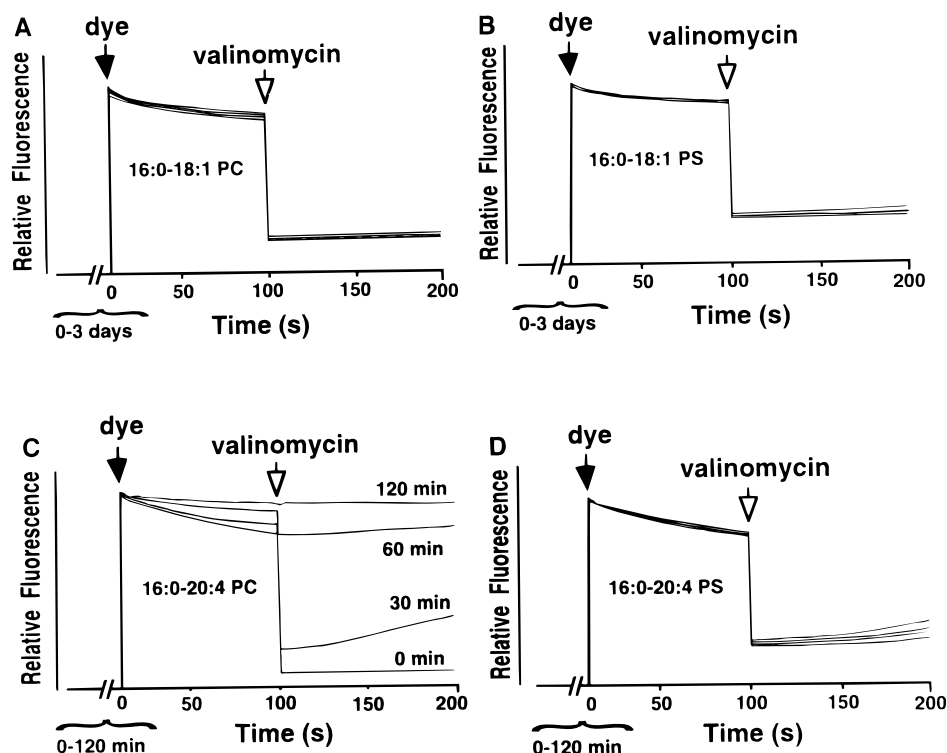 A
dye
valinomycin
Relative Fluorescence
16:0-18:1 PC
0 50 100 150 200
0-3 days
Time (s)
B
dye
valinomycin
Relative Fluorescence
16:0-18:1 PS
0 50 100 150 200
0-3 days
Time (s)
C
dye
valinomycin
Relative Fluorescence
120 min
60 min
16:0-20:4 PC
30 min
0 min
0 50 100 150 200
0-120 min
Time (s)
D
dye
valinomycin
Relative Fluorescence
16:0-20:4 PS
0 50 100 150 200
0-120 min
Time (s)